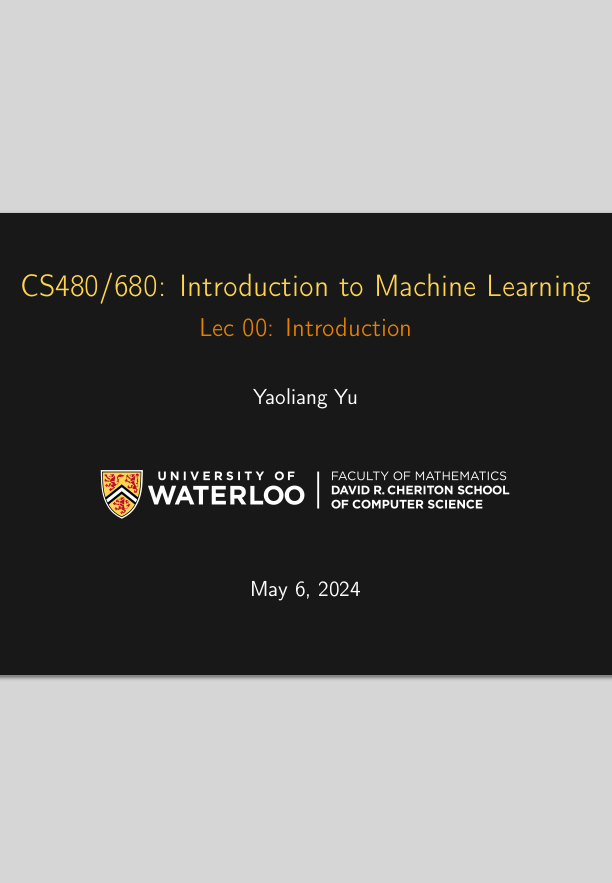 CS480/680: Introduction to Machine Learning
Lec 00: Introduction
Yaoliang Yu
UNIVERSITY OF
WATERLOO
FACULTY OF MATHEMATICS
DAVID R. CHERITON SCHOOL
OF COMPUTER SCIENCE
May 6, 2024